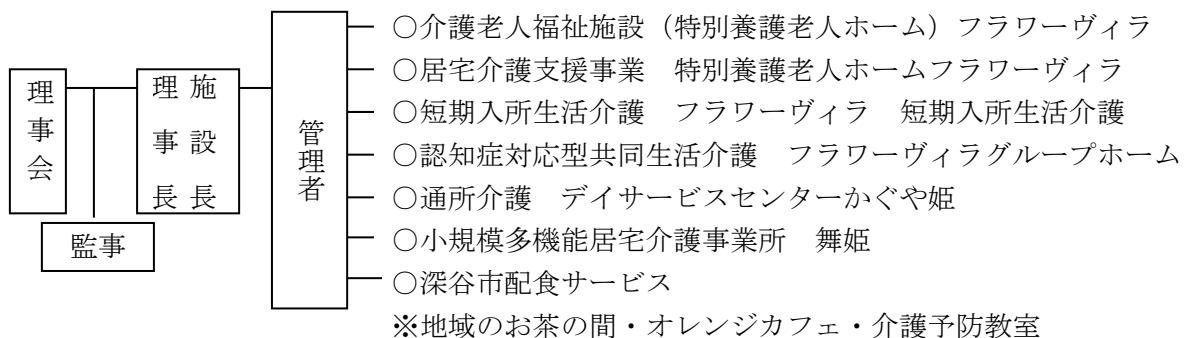 理事会
監事
理事長
施設長
管理者
○介護老人福祉施設（特別養護老人ホーム）フラワーヴィラ
○居宅介護支援事業　特別養護老人ホームフラワーヴィラ
○短期入所生活介護　フラワーヴィラ　短期入所生活介護
○認知症対応型共同生活介護　フラワーヴィラグループホーム
○通所介護　デイサービスセンターかぐや姫
○小規模多機能居宅介護事業所　舞姫
○深谷市配食サービス
※地域のお茶の間・オレンジカフェ・介護予防教室